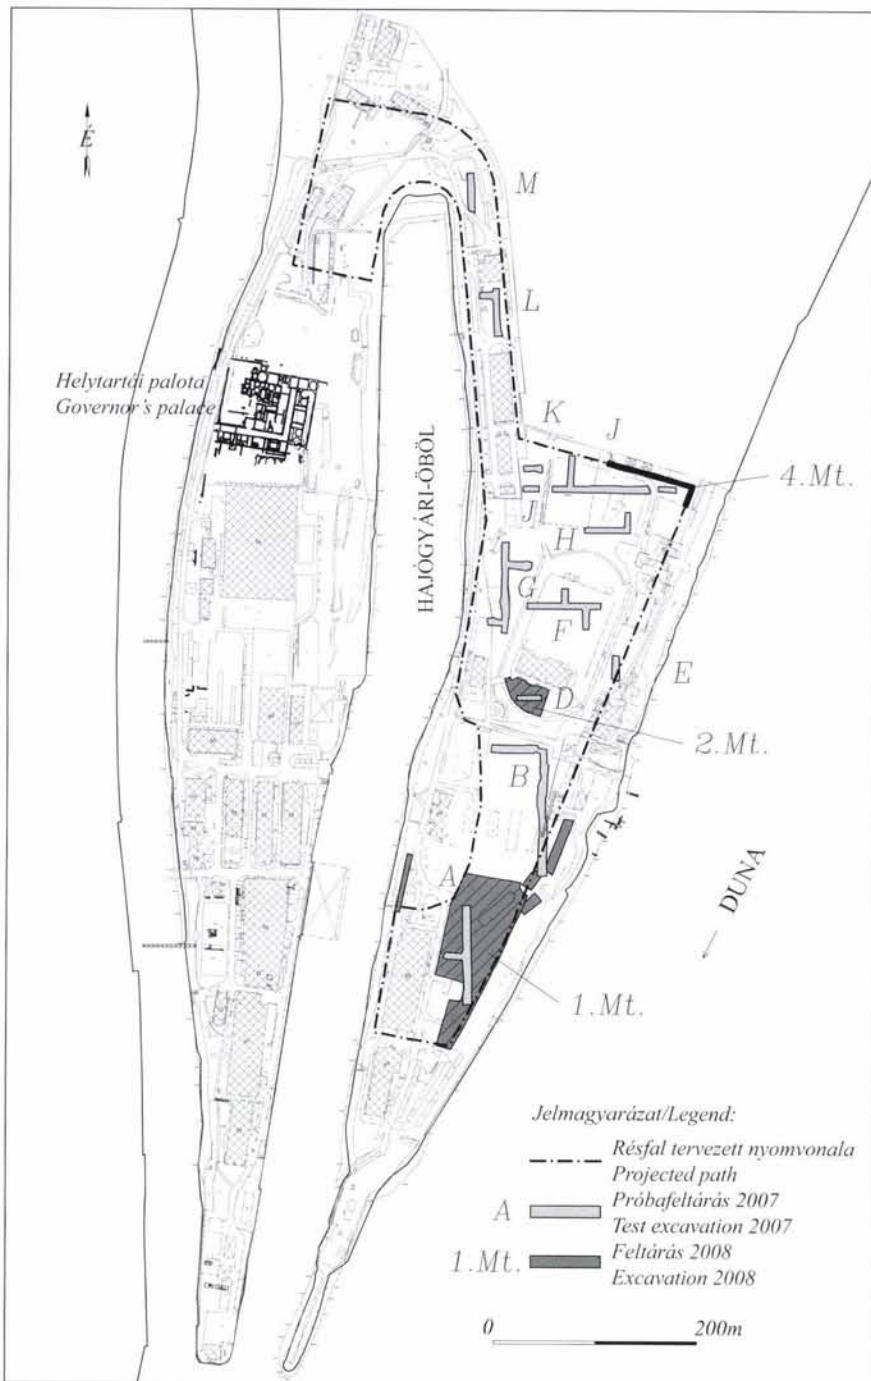 É
M
L
Helytartói palota
Governor's palace
K
J
4.Mt.
HAJÓGYÁRI-ÖBÖL
J
H
G
F
E
D
2.Mt.
B
A
DUNA
1.Mt.
Jelmagyarázat/Legend:
Résfal tervezett nyomvonala
Projected path
A
Próbafeltárás 2007
Test excavation 2007
1.Mt.
Feltárás 2008
Excavation 2008
0
200m